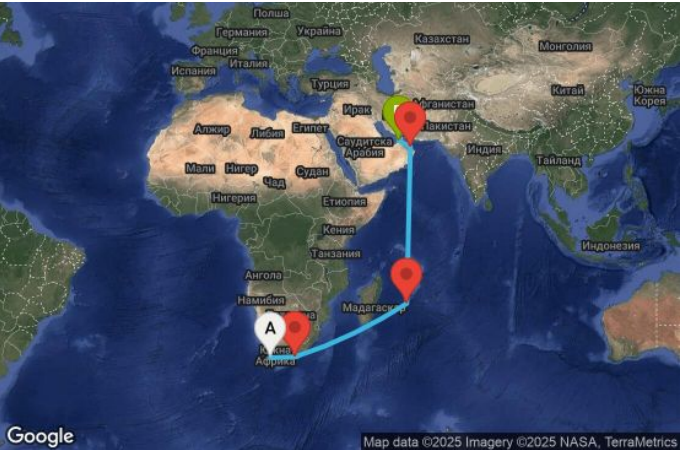 Полша
Германия
Украйна
Франция
Казахстан
Монголия
Испания
Италия
Турция
Китай
Южна
Корея
Ирак
Афганистан
Алжир
Либия
Египет
Пакистан
Саудитска
Арабия
Индия
Тайланд
Мали
Нигер
Чад
Судан
Нигерия
Етиопия
Кения
Индонезия
Танзания
Ангола
Намибия
Мадагаскар
A
Южна
Африка
Google
Map data ©2025 Imagery ©2025 NASA, TerraMetrics